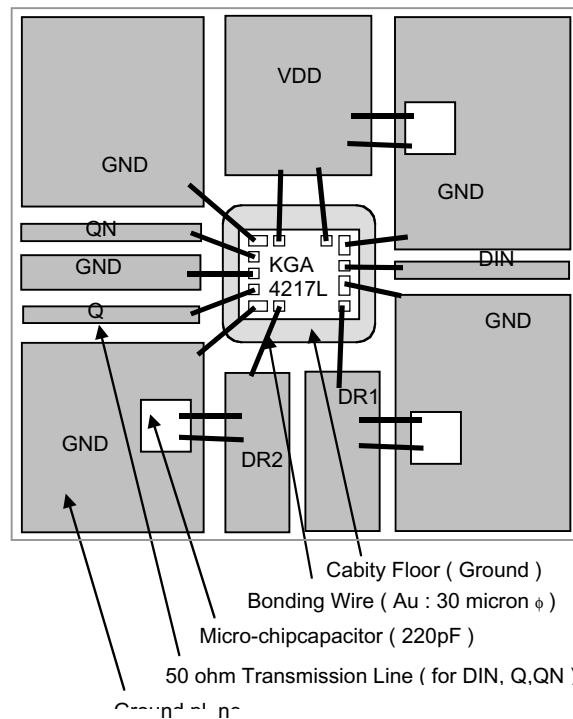 VDD
GND
GND
QN
GND
KGA
4217L
DIN
Q
GND
DR1
GND
DR2
Cabity Floor ( Ground )
Bonding Wire ( Au : 30 micron ϕ )
Micro-chipcapacitor ( 220pF )
50 ohm Transmission Line ( for DIN, Q,QN )